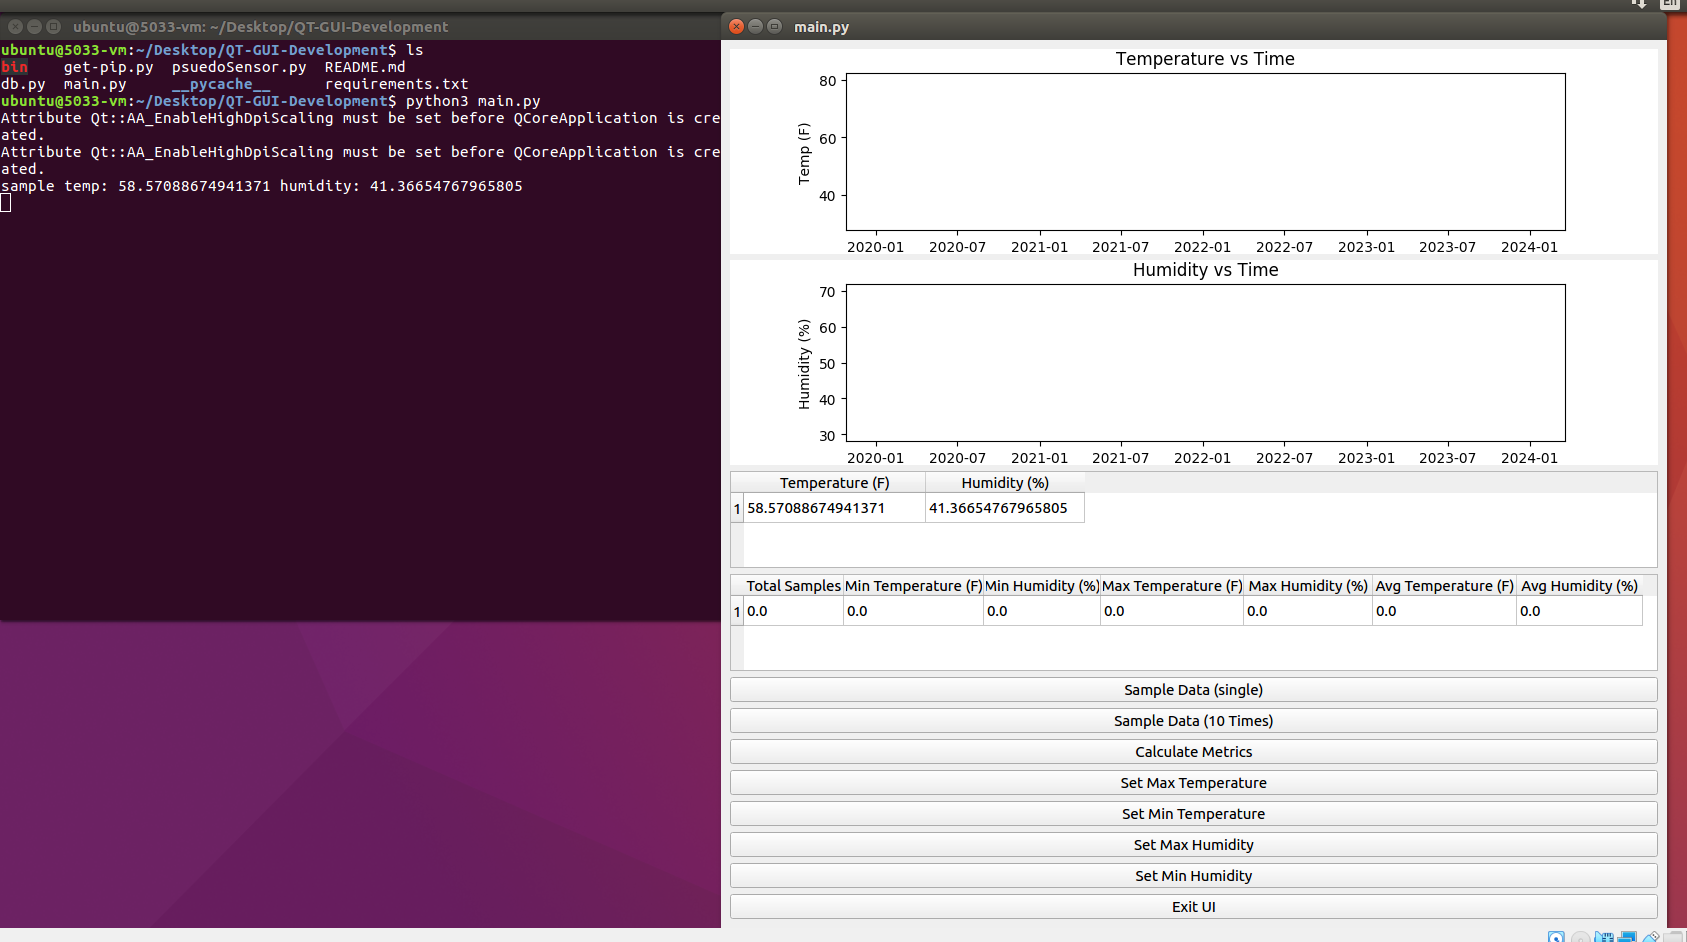 ubuntu@5033-vm: ~/Desktop/QT-GUI-Development
ubuntu@5033-vm:~/Desktop/QT-GUI-Development$ ls
bin get-pip.py psuedoSensor.py README.md
db.py main.py __pycache__ requirements.txt
ubuntu@5033-vm:~/Desktop/QT-GUI-Development$ python3 main.py
Attribute Qt::AA_EnableHighDpiScaling must be set before QCoreApplication is cre
ated.
Attribute Qt::AA_EnableHighDpiScaling must be set before QCoreApplication is cre
ated.
sample temp: 58.57088674941371 humidity: 41.36654767965805
En
main.py
Temperature vs Time
Temp (F)
80
60
40
2020-01 2020-07 2021-01 2021-07 2022-01 2022-07 2023-01 2023-07 2024-01
Humidity vs Time
Humidity (%)
70
60
50
40
30
2020-01 2020-07 2021-01 2021-07 2022-01 2022-07 2023-01 2023-07 2024-01
Temperature (F) Humidity (%)
1 58.57088674941371 41.36654767965805
Total Samples Min Temperature (F) Min Humidity (%) Max Temperature (F) Max Humidity (%) Avg Temperature (F) Avg Humidity (%)
1 0.0 0.0 0.0 0.0 0.0 0.0 0.0
Sample Data (single)
Sample Data (10 Times)
Calculate Metrics
Set Max Temperature
Set Min Temperature
Set Max Humidity
Set Min Humidity
Exit UI